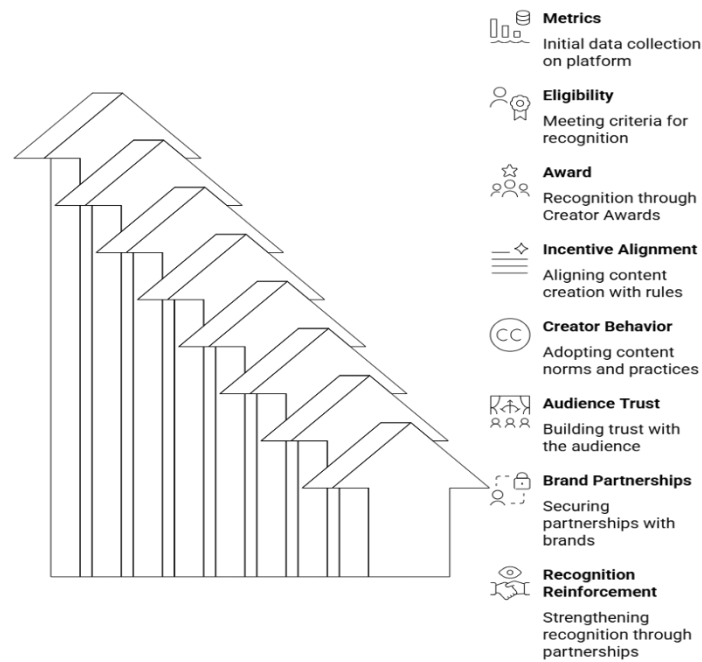 Metrics
Initial data collection
on platform
Eligibility
Meeting criteria for
recognition
Award
Recognition through
Creator Awards
Incentive Alignment
Aligning content
creation with rules
CC
Creator Behavior
Adopting content
norms and practices
Audience Trust
Building trust with
the audience
Brand Partnerships
Securing
partnerships with
brands
Recognition
Reinforcement
Strengthening
recognition through
partnerships